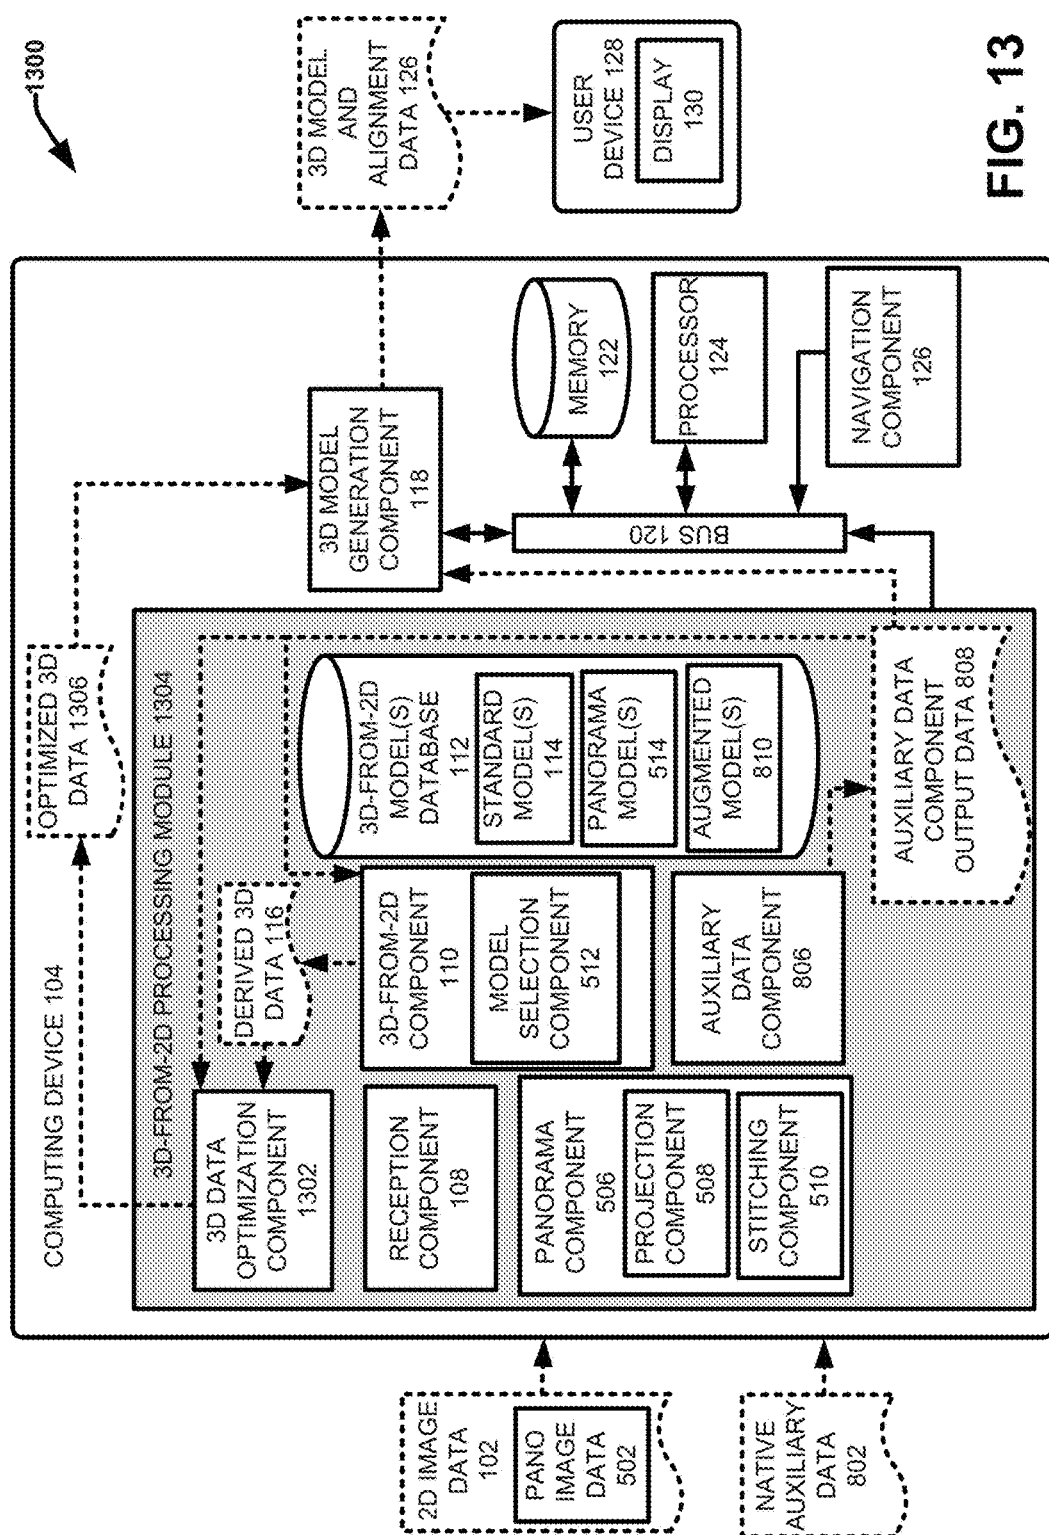 1300
COMPUTING DEVICE 104
3D-FROM-2D PROCESSING MODULE 1304
2D IMAGE
DATA
102
PANO
IMAGE
DATA
502
NATIVE
AUXILIARY
DATA
802
3D DATA
OPTIMIZATION
COMPONENT
1302
RECEPTION
COMPONENT
108
PANORAMA
COMPONENT
506
PROJECTION
COMPONENT
508
STITCHING
COMPONENT
510
DERIVED 3D
DATA 116
3D-FROM-2D
COMPONENT
110
MODEL
SELECTION
COMPONENT
512
AUXILIARY
DATA
COMPONENT
806
OPTIMIZED 3D
DATA 1306
3D-FROM-2D
MODEL(S)
DATABASE
112
STANDARD
MODEL(S)
114
PANORAMA
MODEL(S)
514
AUGMENTED
MODEL(S)
810
AUXILIARY DATA
COMPONENT
OUTPUT DATA 808
3D MODEL
GENERATION
COMPONENT
118
BUS 120
MEMORY
122
PROCESSOR
124
NAVIGATION
COMPONENT
126
3D MODEL
AND
ALIGNMENT
DATA 126
USER
DEVICE 128
DISPLAY
130
FIG. 13